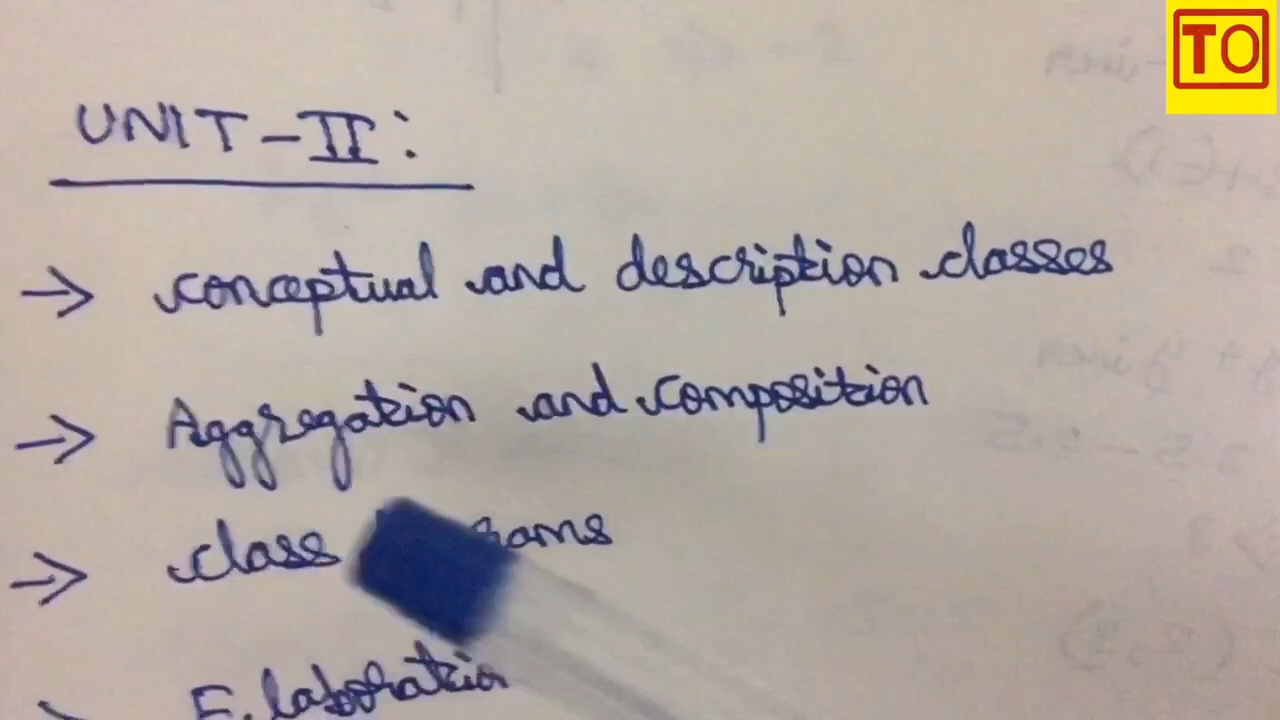 TO
UNIT-II:
→ conceptual and description classes
→ Aggregation and composition
→ class
→ Elaboration